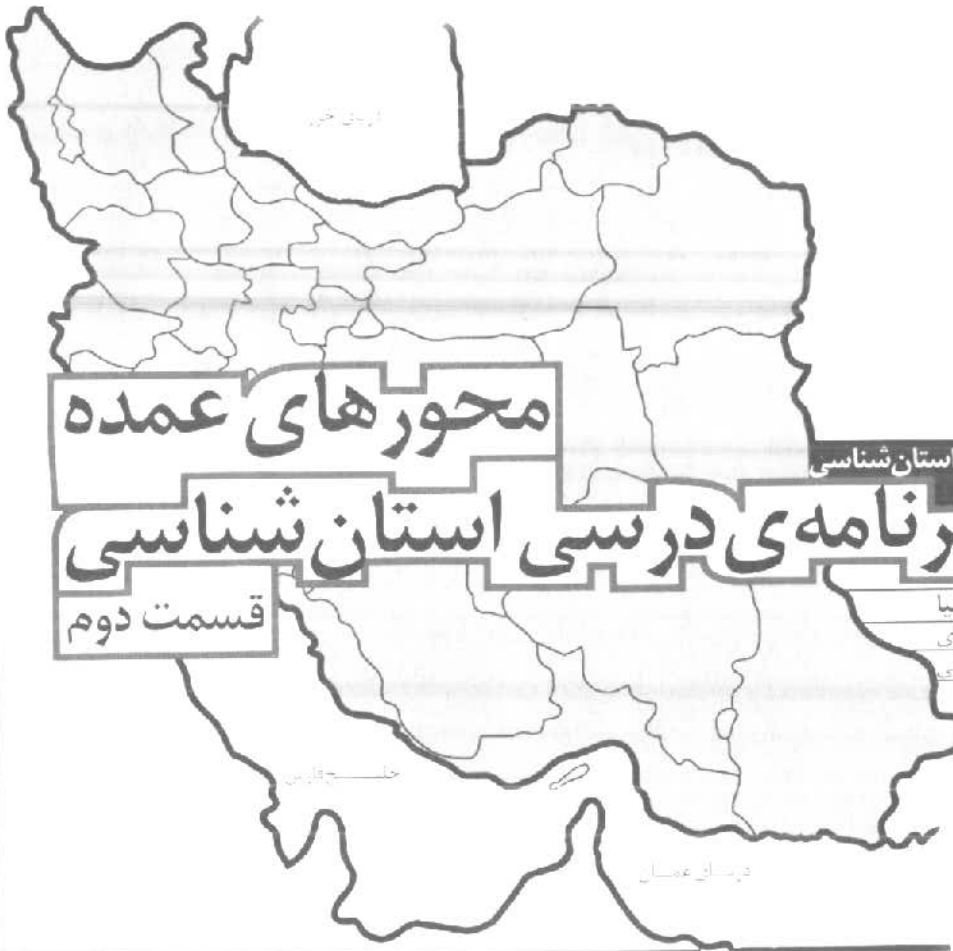 محورهای عمده
استان‌شناسی
رنامه‌ی درسی استان‌شناسی
قسمت دوم
خلیج فارس
دریای عمان